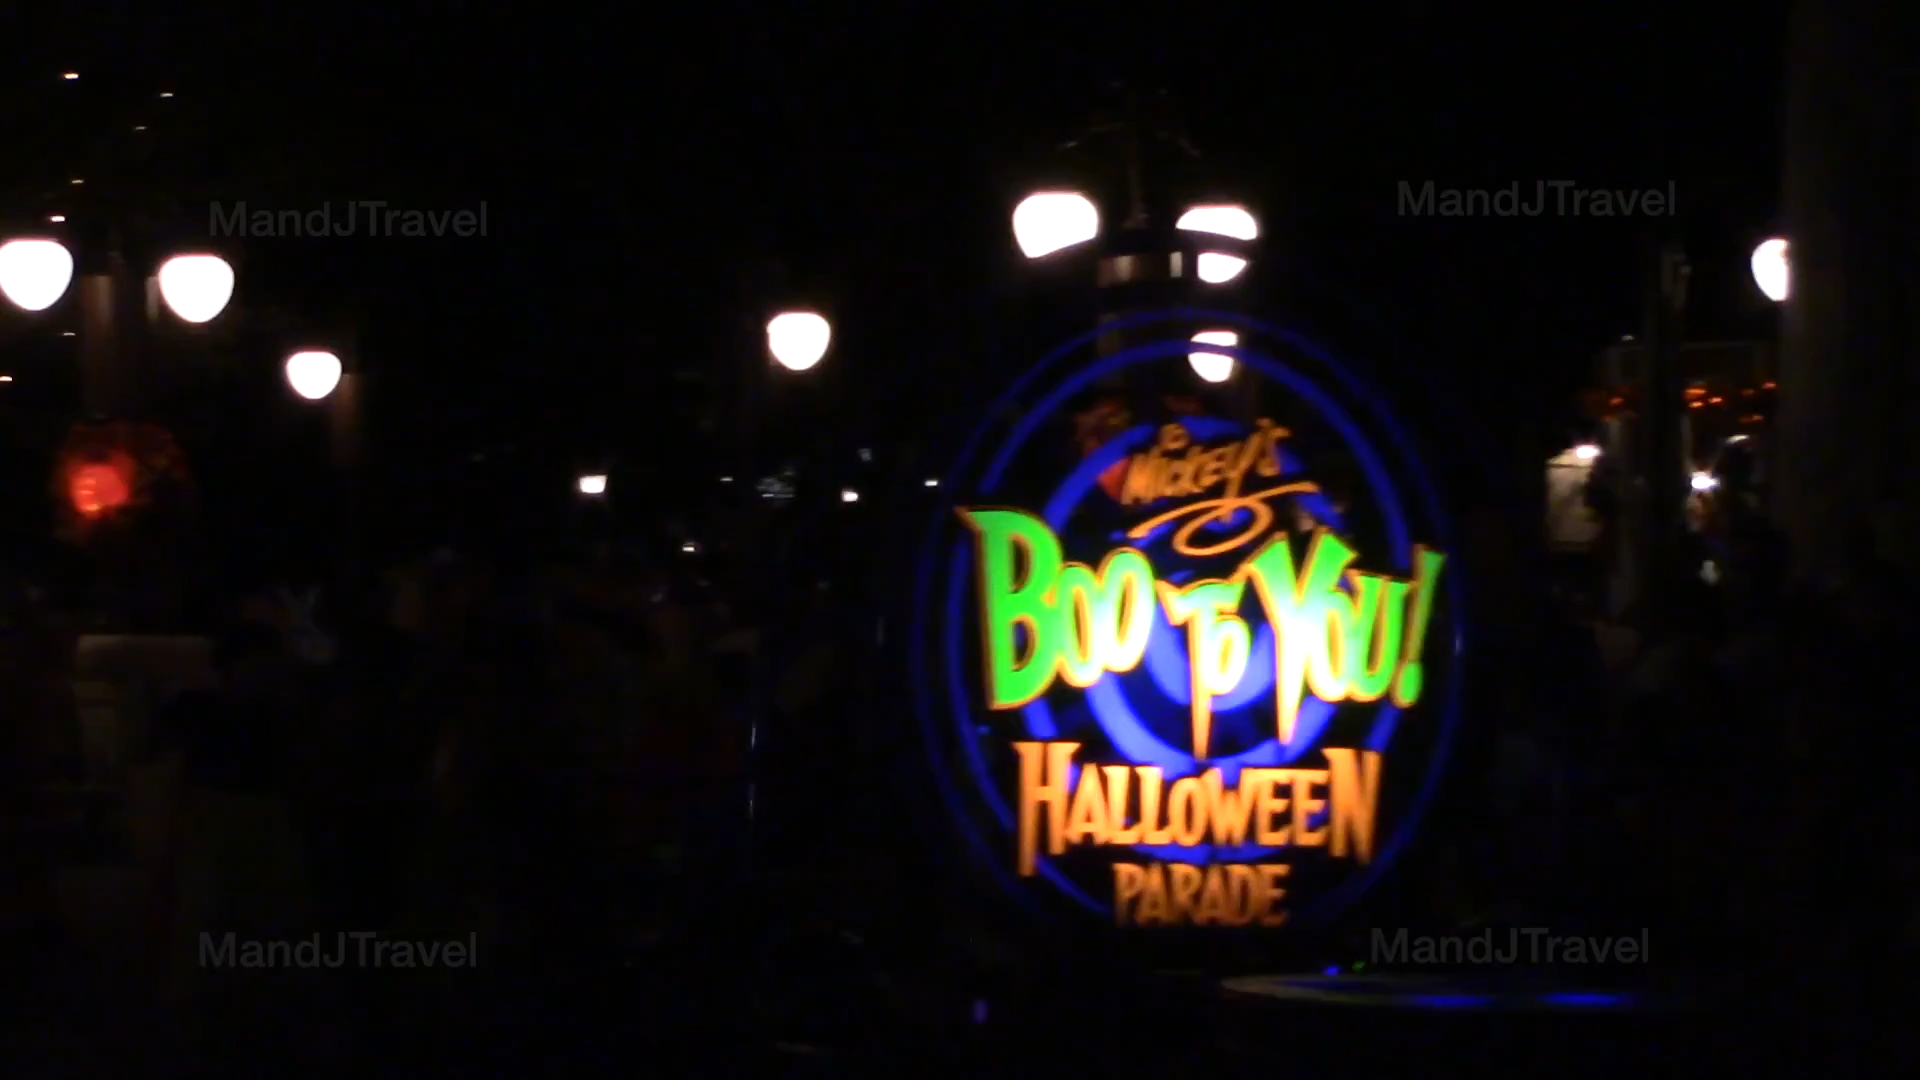 MandJTravel
MandJTravel
Mickey's
Boo To You!
HALLOWEEN
PARADE
MandJTravel
MandJTravel